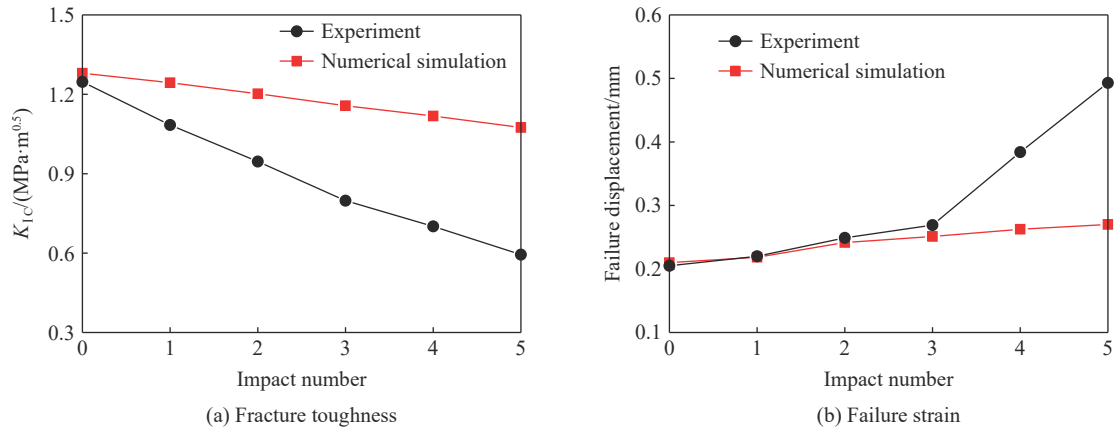 1.5
1.2
0.9
0.6
0.3
K1C/(MPa·m0.5)
Experiment
Numerical simulation
0 1 2 3 4 5
Impact number
(a) Fracture toughness
0.6
0.5
0.4
0.3
0.2
0.1
Failure displacement/mm
Experiment
Numerical simulation
0 1 2 3 4 5
Impact number
(b) Failure strain